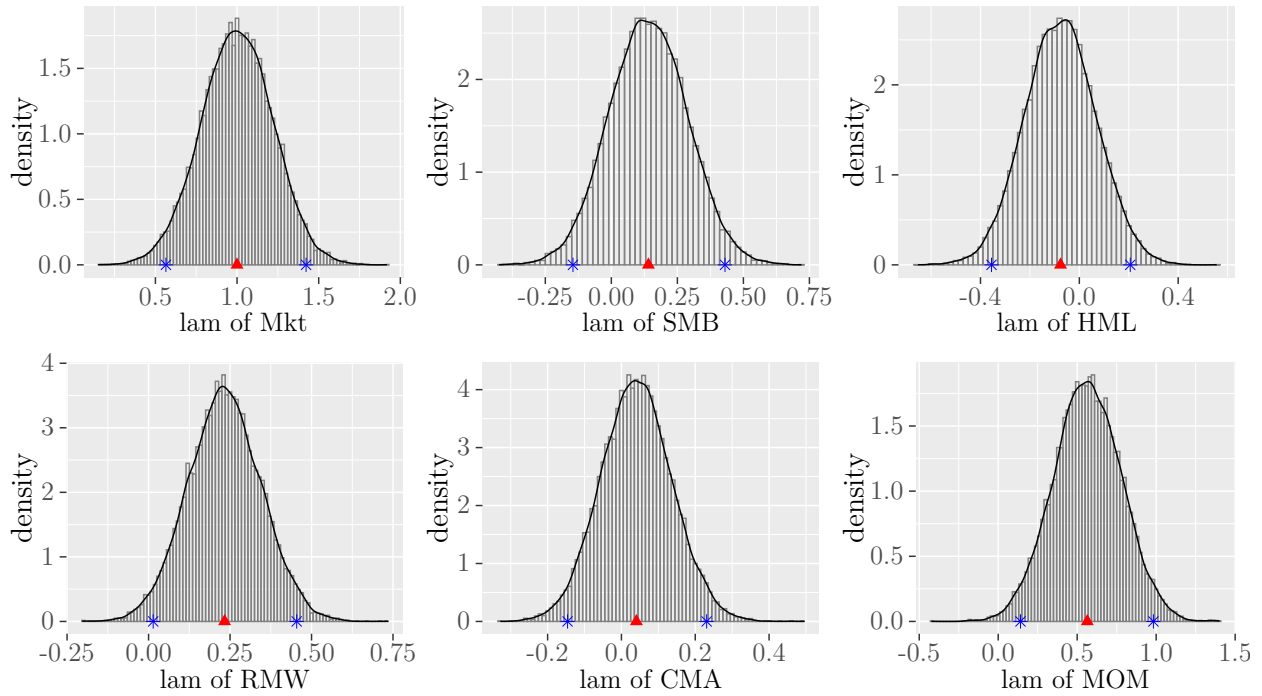 density
1.5
1.0
0.5
0.0
0.5 1.0 1.5 2.0
lam of Mkt
density
2
1
0
-0.25 0.00 0.25 0.50 0.75
lam of SMB
density
2
1
0
-0.4 0.0 0.4
lam of HML
density
4
3
2
1
0
-0.25 0.00 0.25 0.50 0.75
lam of RMW
density
4
3
2
1
0
-0.2 0.0 0.2 0.4
lam of CMA
density
1.5
1.0
0.5
0.0
-0.5 0.0 0.5 1.0 1.5
lam of MOM